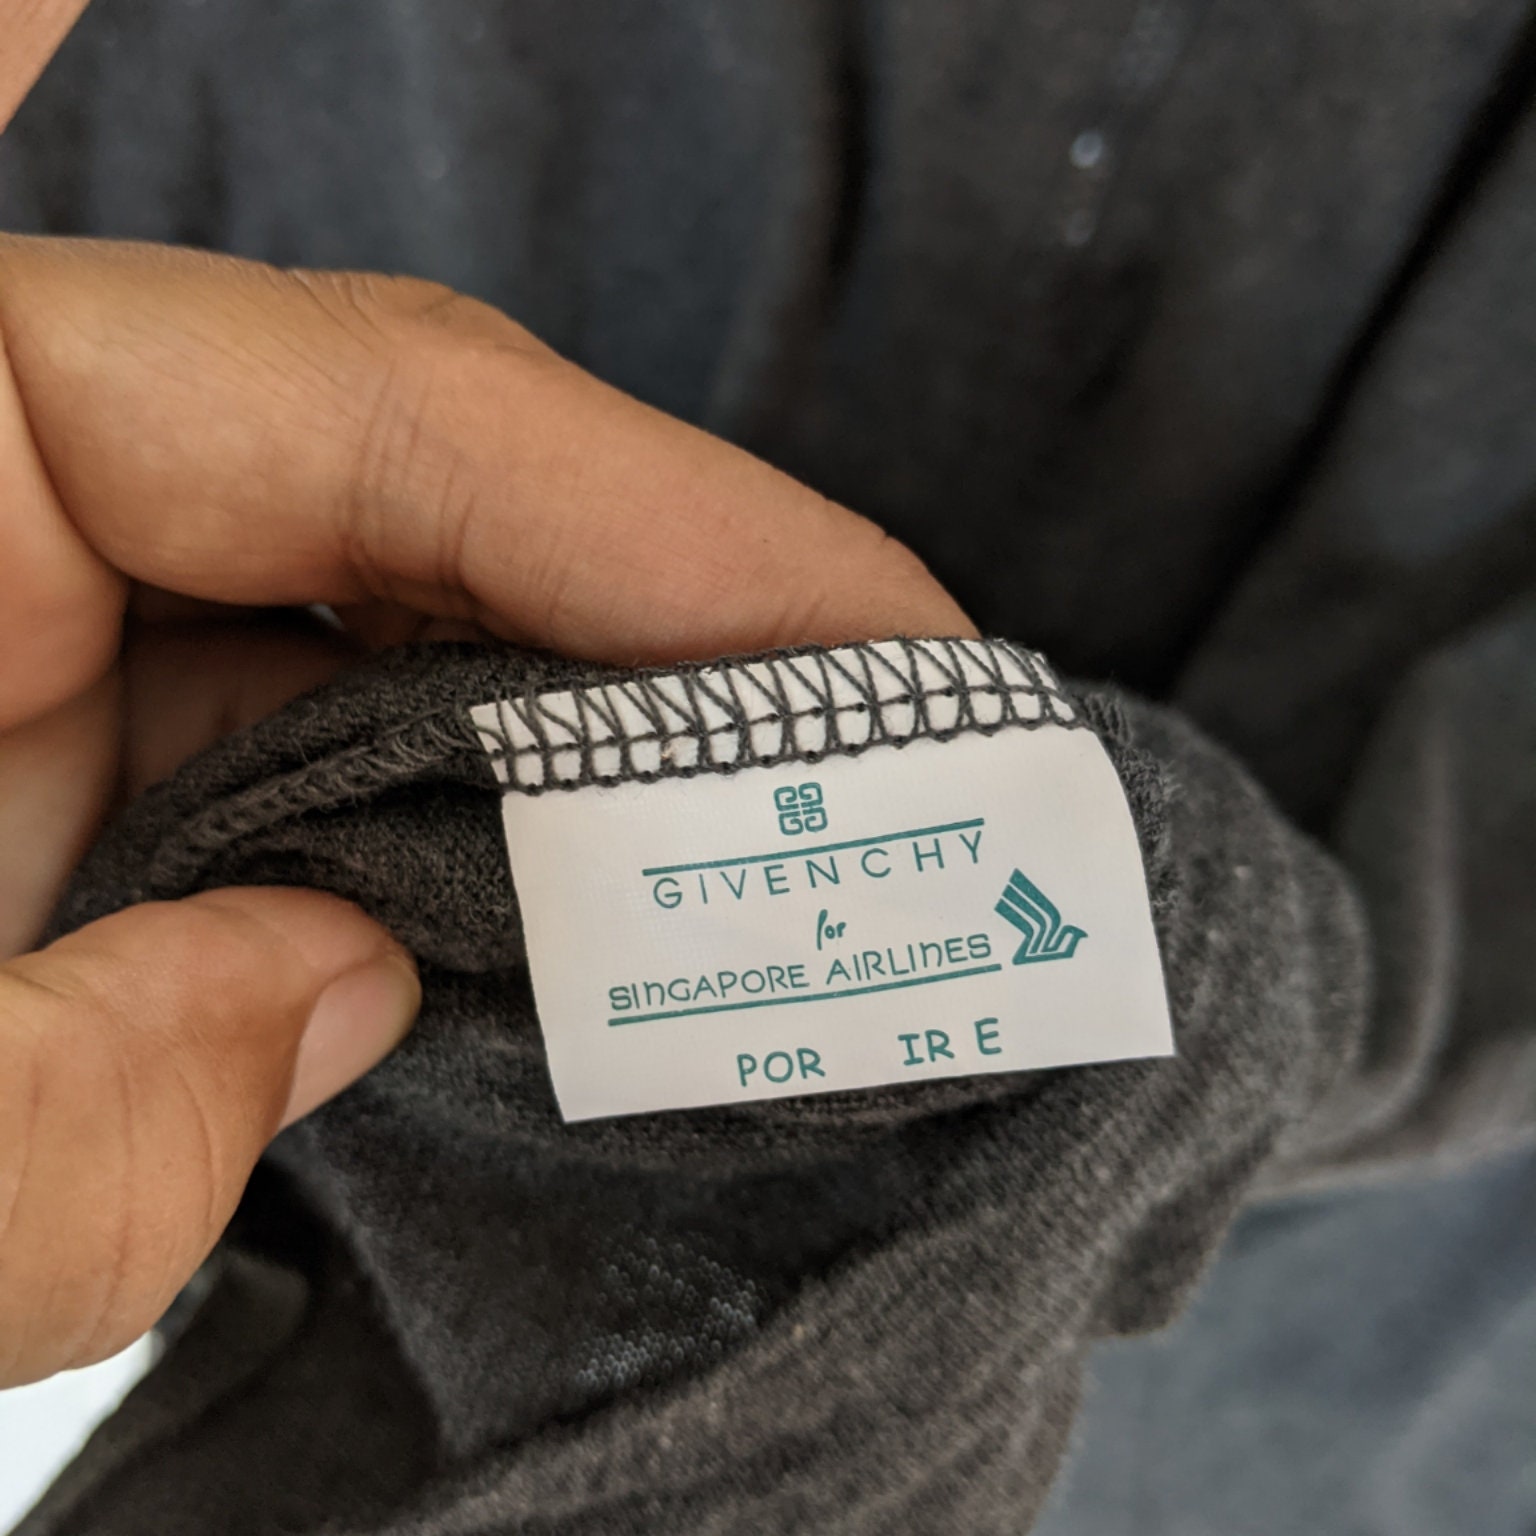 GIVENCHY
for
SINGAPORE AIRLINES
POR IR E